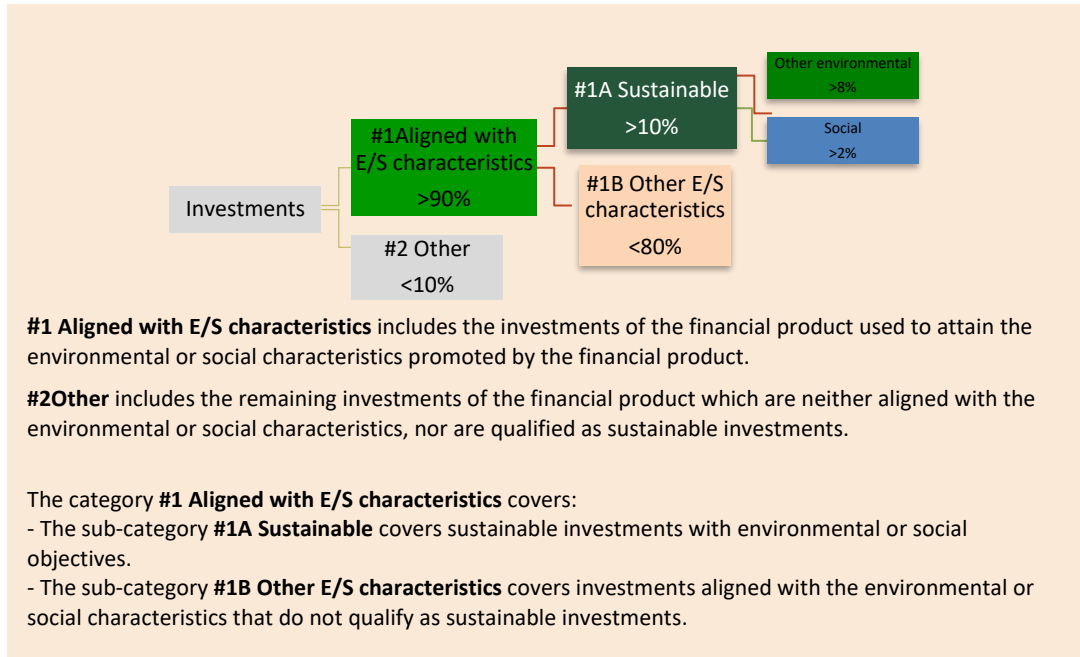 Other environmental
>8%
#1A Sustainable
>10%
Social
>2%
#1Aligned with
E/S characteristics
>90%
#1B Other E/S
characteristics
<80%
Investments
#2 Other
<10%
#1 Aligned with E/S characteristics includes the investments of the financial product used to attain the
environmental or social characteristics promoted by the financial product.
#2Other includes the remaining investments of the financial product which are neither aligned with the
environmental or social characteristics, nor are qualified as sustainable investments.
The category #1 Aligned with E/S characteristics covers:
- The sub-category #1A Sustainable covers sustainable investments with environmental or social
objectives.
- The sub-category #1B Other E/S characteristics covers investments aligned with the environmental or
social characteristics that do not qualify as sustainable investments.